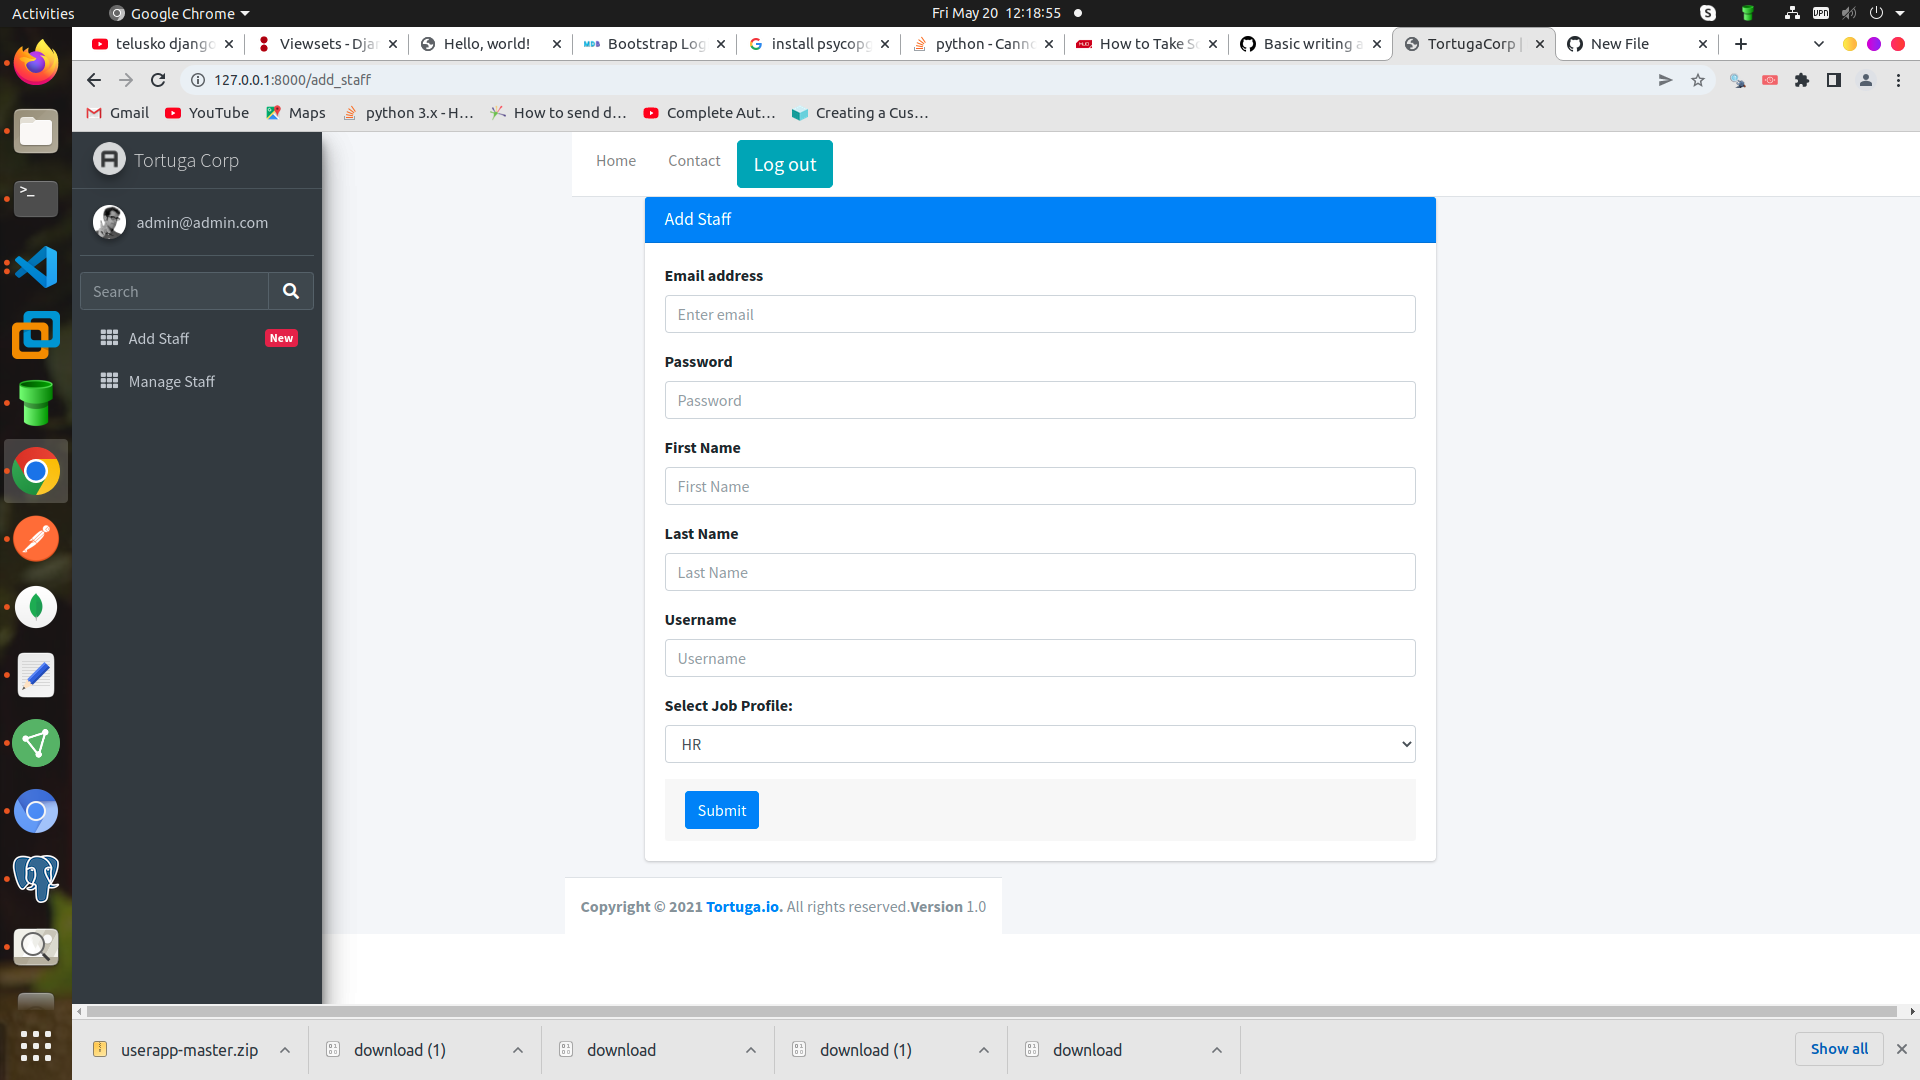 Activities
Google Chrome
Fri May 20 12:18:55
telusko django
Viewsets - Dja
Hello, world!
Bootstrap Log
install psycopg
python - Canno
How to Take Sc
Basic writing a
TortugaCorp |
New File
127.0.0.1:8000/add_staff
Gmail
YouTube
Maps
python 3.x - H…
How to send d…
Complete Aut…
Creating a Cus…
Tortuga Corp
Home
Contact
Log out
admin@admin.com
Search
Add Staff
New
Manage Staff
Add Staff
Email address
Enter email
Password
Password
First Name
First Name
Last Name
Last Name
Username
Username
Select Job Profile:
HR
Submit
Copyright © 2021 Tortuga.io. All rights reserved.Version 1.0
userapp-master.zip
download (1)
download
download (1)
download
Show all